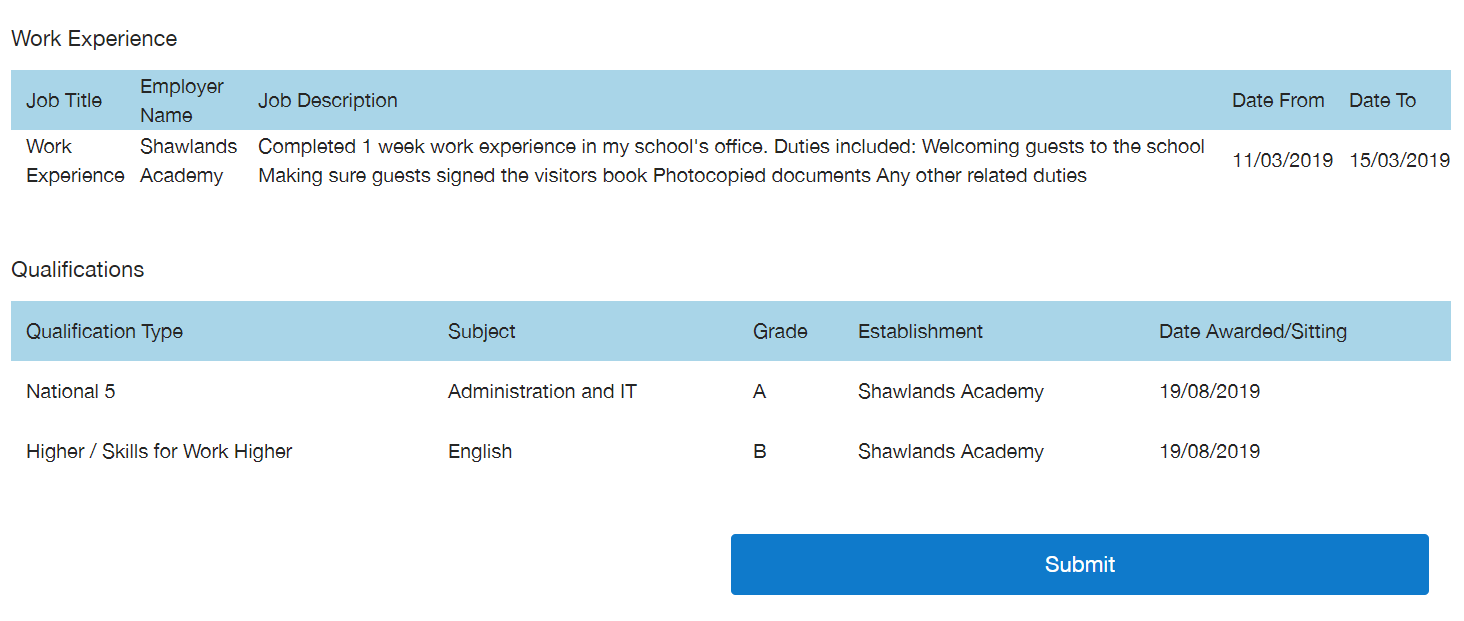 Work Experience
Job Title Employer Name Job Description Date From Date To
Work Experience Shawlands Academy Completed 1 week work experience in my school's office. Duties included: Welcoming guests to the school Making sure guests signed the visitors book Photocopied documents Any other related duties 11/03/2019 15/03/2019
Qualifications
Qualification Type Subject Grade Establishment Date Awarded/Sitting
National 5 Administration and IT A Shawlands Academy 19/08/2019
Higher / Skills for Work Higher English B Shawlands Academy 19/08/2019
Submit